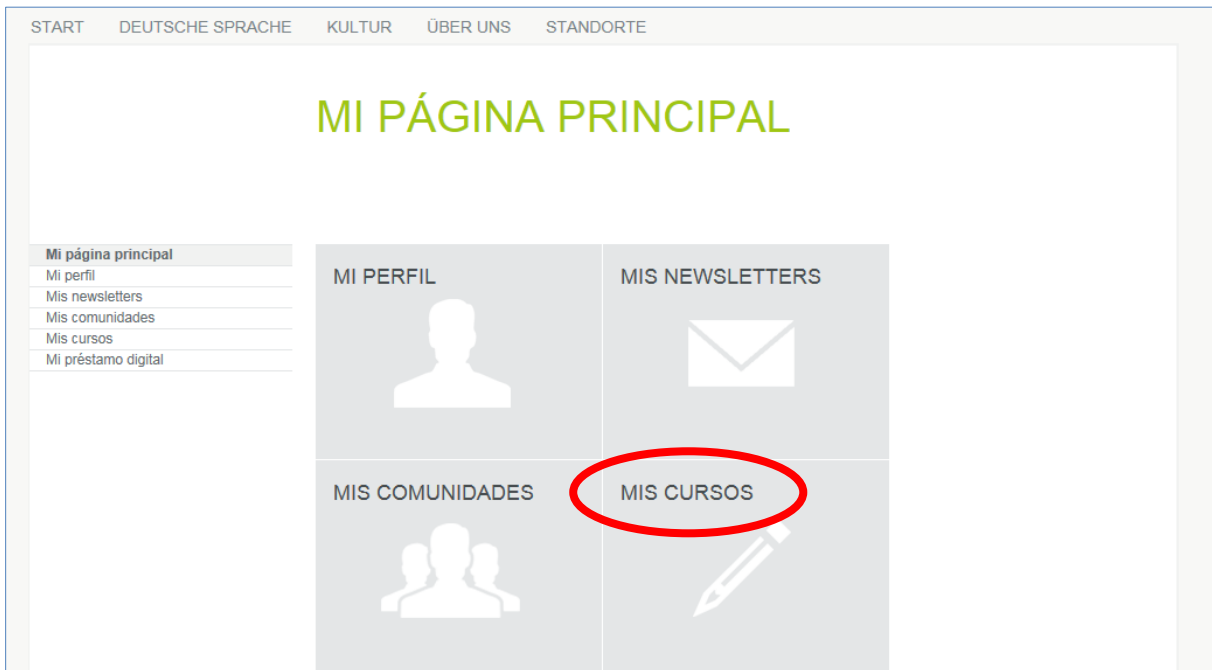 START DEUTSCHE SPRACHE KULTUR ÜBER UNS STANDORTE
MI PÁGINA PRINCIPAL
Mi página principal
Mi perfil
Mis newsletters
Mis comunidades
Mis cursos
Mi préstamo digital
MI PERFIL
MIS NEWSLETTERS
MIS COMUNIDADES
MIS CURSOS